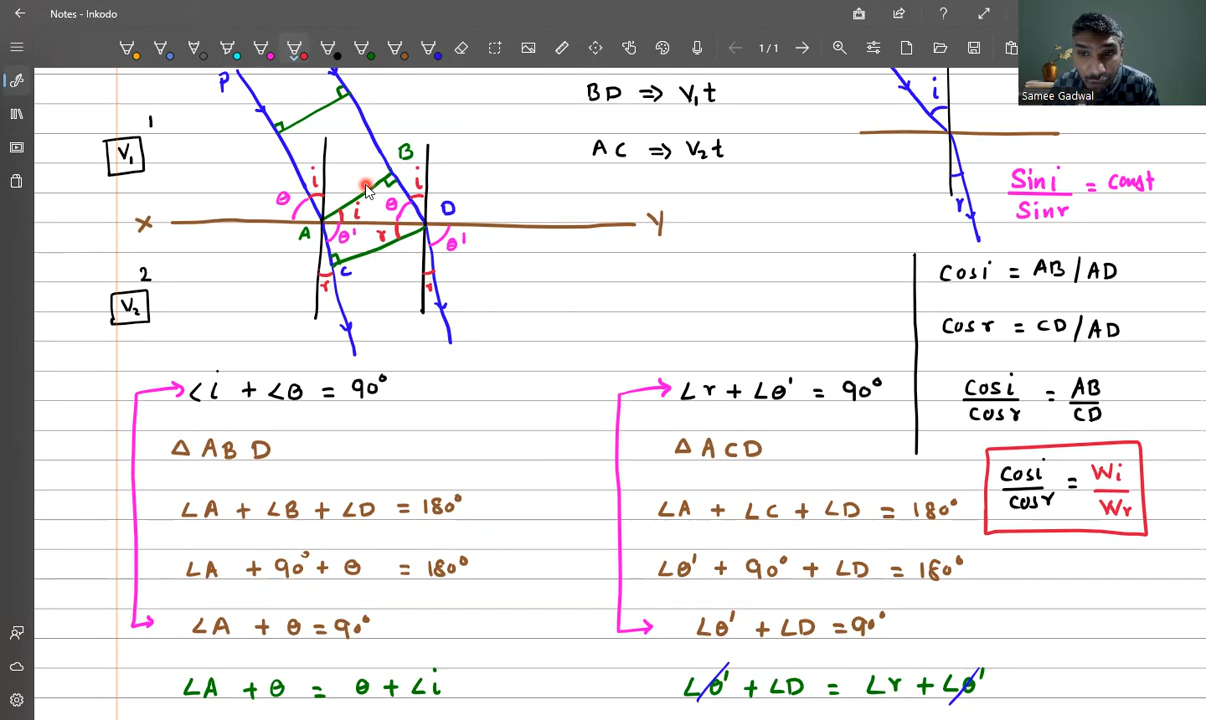 Notes - Inkodo
1/1
Samee Gadwal
P
1
V₁
X
θ
i
A
i
θ'
r
B
i
θ
D
Y
r
C
θ'
r
2
V₂
BD ⇒ V₁t
AC ⇒ V₂t
i
r
Sin i / Sin r = Const
Cos i = AB / AD
Cos r = CD / AD
Cos i / Cos r = AB / CD
Cos i / Cos r = Wi / Wr
∠i + ∠θ = 90°
Δ ABD
∠A + ∠B + ∠D = 180°
∠A + 90° + θ = 180°
∠A + θ = 90°
∠A + θ = θ + ∠i
∠r + ∠θ' = 90°
Δ ACD
∠A + ∠C + ∠D = 180°
∠θ' + 90° + ∠D = 180°
∠θ' + ∠D = 90°
∠θ' + ∠D = ∠r + ∠θ'